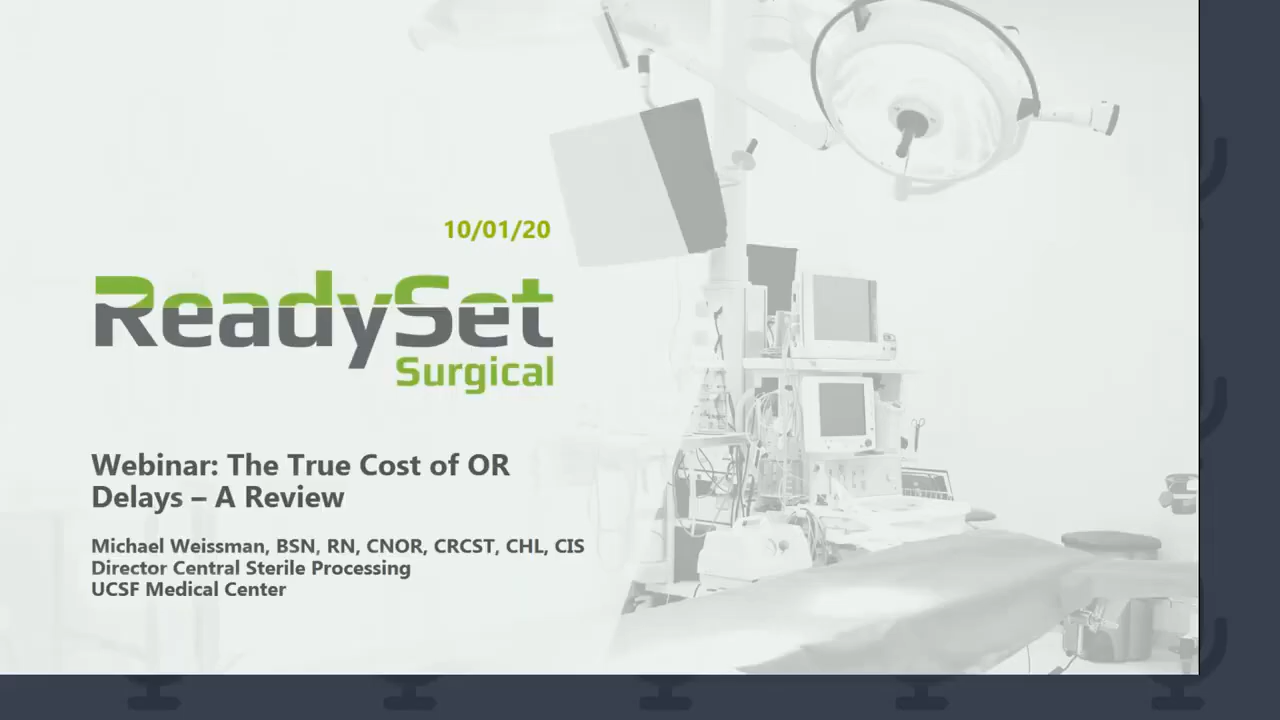 10/01/20
ReadySet
Surgical
Webinar: The True Cost of OR
Delays – A Review
Michael Weissman, BSN, RN, CNOR, CRCST, CHL, CIS
Director Central Sterile Processing
UCSF Medical Center